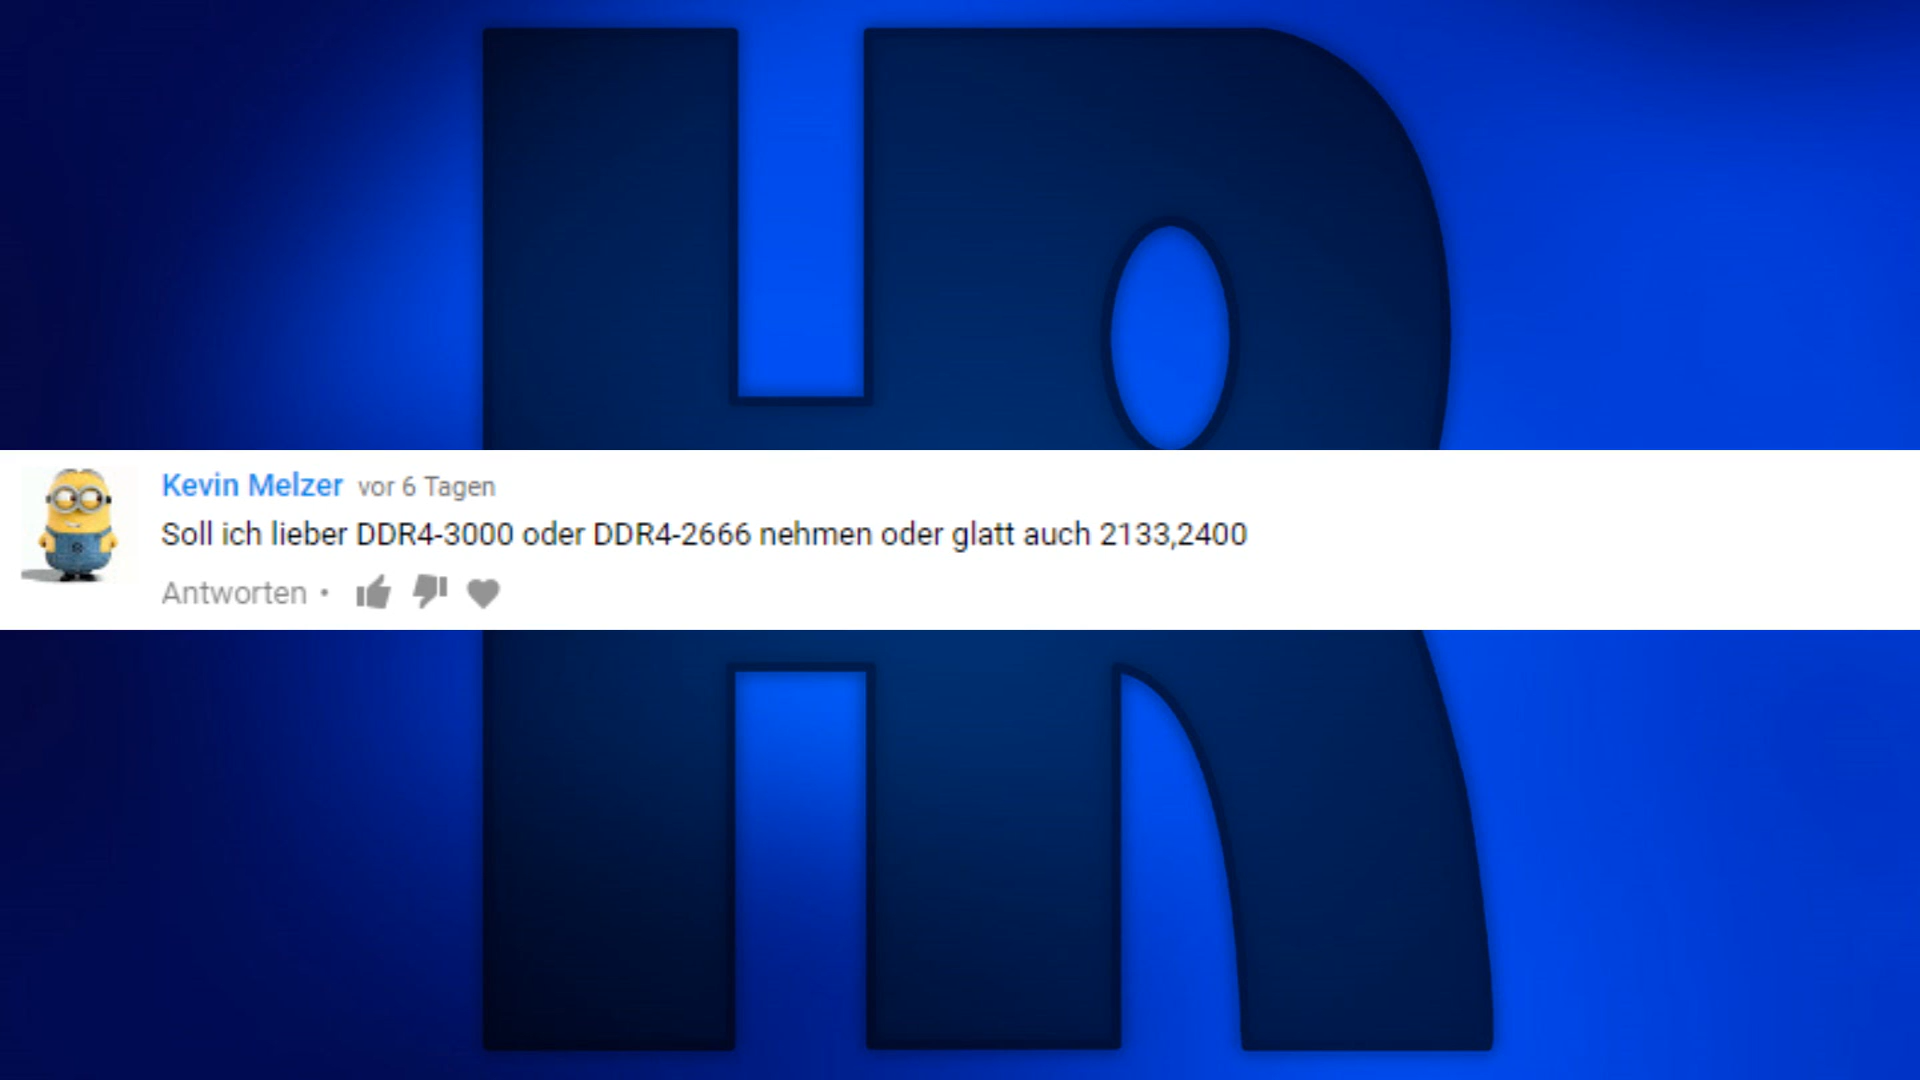 HR
Kevin Melzer vor 6 Tagen
Soll ich lieber DDR4-3000 oder DDR4-2666 nehmen oder glatt auch 2133,2400
Antworten •